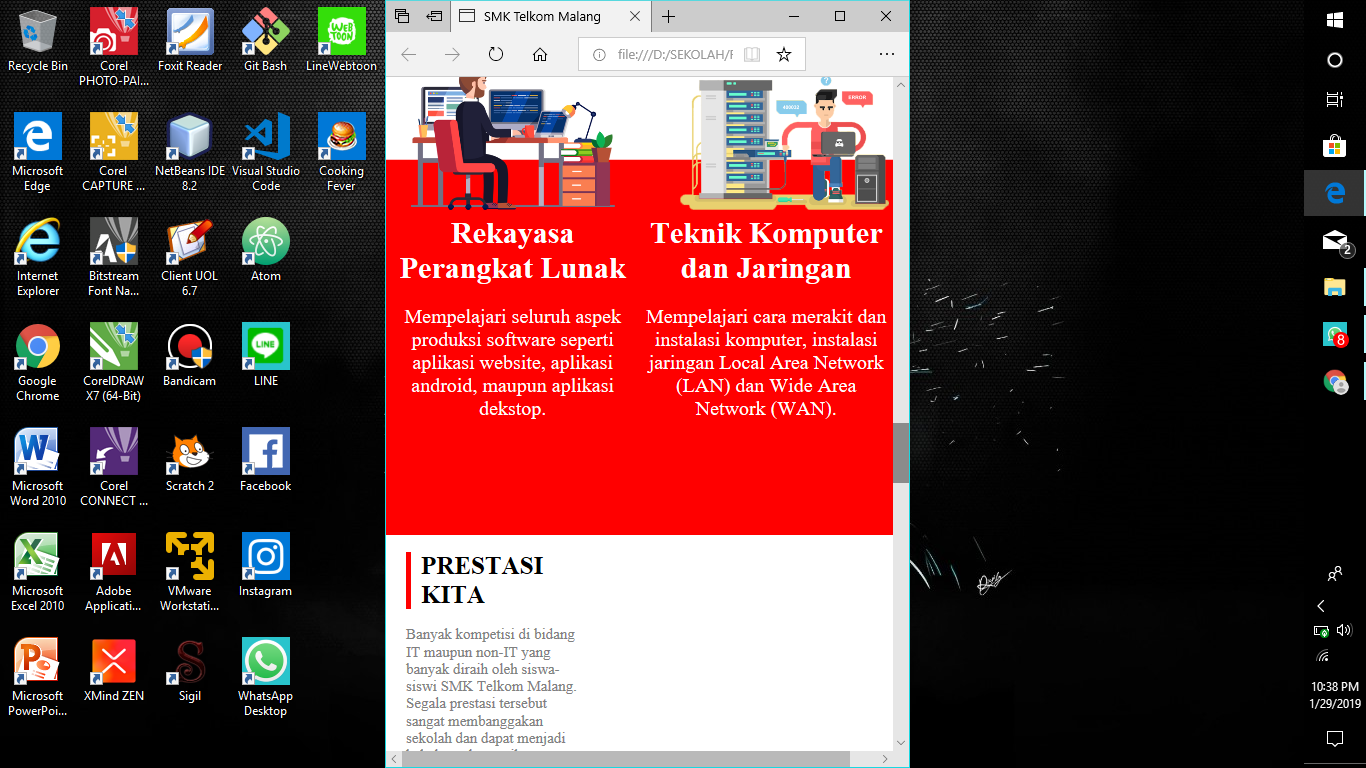 Recycle Bin
Corel
PHOTO-PAI...
Foxit Reader
Git Bash
WEB
TOON
LineWebtoon
Microsoft
Edge
Corel
CAPTURE ...
NetBeans IDE
8.2
Visual Studio
Code
Cooking
Fever
Internet
Explorer
Bitstream
Font Na...
Client UOL
6.7
Atom
Google
Chrome
CorelDRAW
X7 (64-Bit)
Bandicam
LINE
LINE
Microsoft
Word 2010
Corel
CONNECT ...
Scratch 2
Facebook
Microsoft
Excel 2010
Adobe
Applicati...
VMware
Workstati...
Instagram
Microsoft
PowerPoi...
XMind ZEN
Sigil
WhatsApp
Desktop
SMK Telkom Malang
file:///D:/SEKOLAH/
ERROR
Rekayasa
Perangkat Lunak
Mempelajari seluruh aspek
produksi software seperti
aplikasi website, aplikasi
android, maupun aplikasi
dekstop.
Teknik Komputer
dan Jaringan
Mempelajari cara merakit dan
instalasi komputer, instalasi
jaringan Local Area Network
(LAN) dan Wide Area
Network (WAN).
PRESTASI
KITA
Banyak kompetisi di bidang
IT maupun non-IT yang
banyak diraih oleh siswa-
siswi SMK Telkom Malang.
Segala prestasi tersebut
sangat membanggakan
sekolah dan dapat menjadi
2
8
10:38 PM
1/29/2019